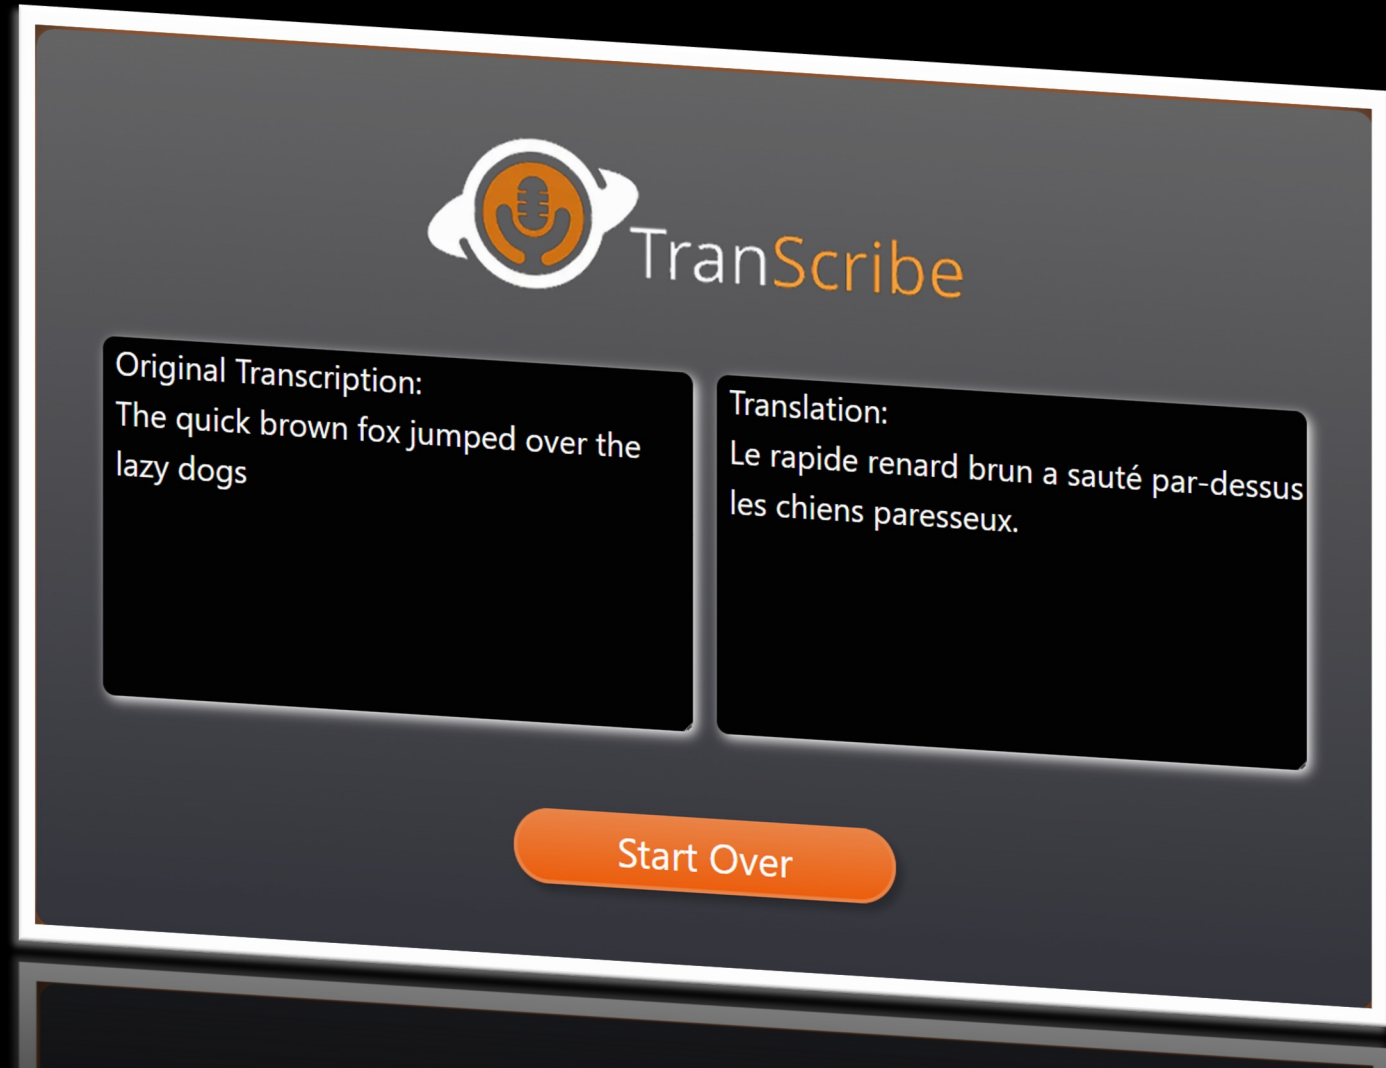 TranScribe
Original Transcription:
The quick brown fox jumped over the
lazy dogs
Translation:
Le rapide renard brun a sauté par-dessus
les chiens paresseux.
Start Over